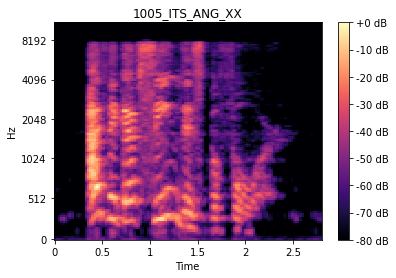 1005_ITS_ANG_XX
+0 dB
8192
-10 dB
-20 dB
4096
-30 dB
Hz
2048
-40 dB
1024
-50 dB
-60 dB
512
-70 dB
0
-80 dB
0 0.5 1 1.5 2 2.5
Time